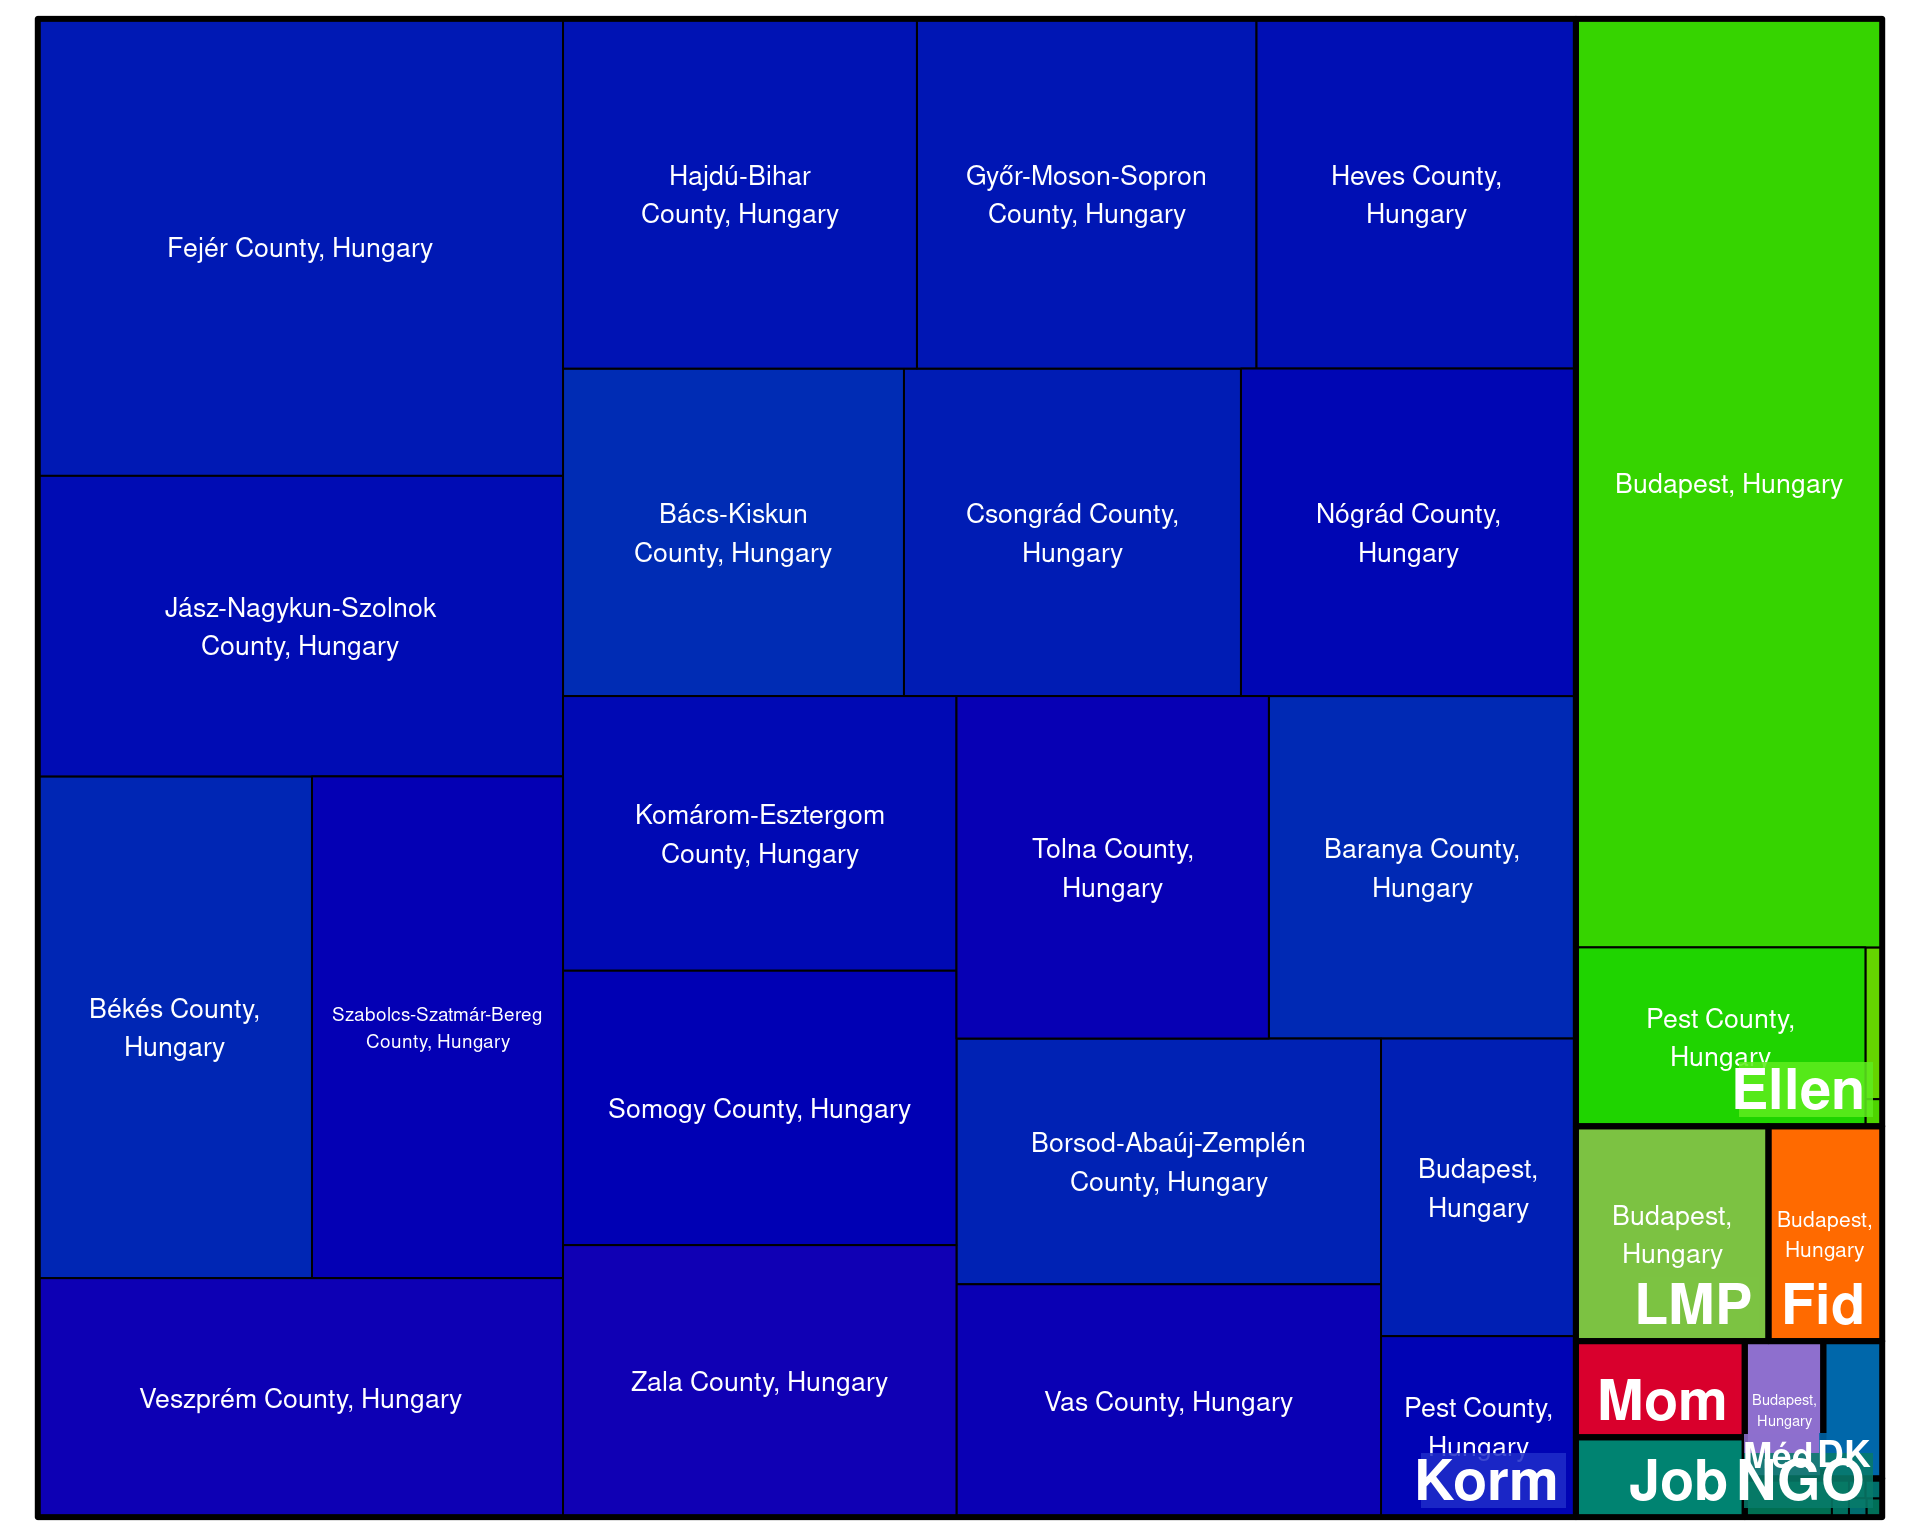 Fejér County, Hungary
Hajdú-Bihar
County, Hungary
Győr-Moson-Sopron
County, Hungary
Heves County,
Hungary
Budapest, Hungary
Jász-Nagykun-Szolnok
County, Hungary
Bács-Kiskun
County, Hungary
Csongrád County,
Hungary
Nógrád County,
Hungary
Békés County,
Hungary
Szabolcs-Szatmár-Bereg
County, Hungary
Komárom-Esztergom
County, Hungary
Tolna County,
Hungary
Baranya County,
Hungary
Pest County,
Hungary
Ellen
Somogy County, Hungary
Borsod-Abaúj-Zemplén
County, Hungary
Budapest,
Hungary
Budapest,
Hungary
LMP
Budapest,
Hungary
Fid
Veszprém County, Hungary
Zala County, Hungary
Vas County, Hungary
Pest County,
Hungary
Korm
Mom
Budapest,
Hungary
Méd
DK
Job
NGO